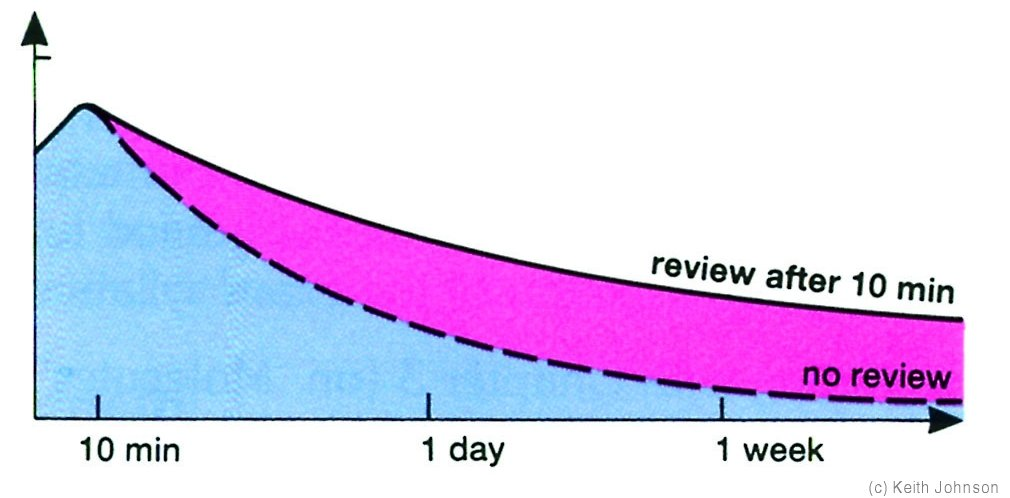 review after 10 min
no review
10 min
1 day
1 week
(c) Keith Johnson